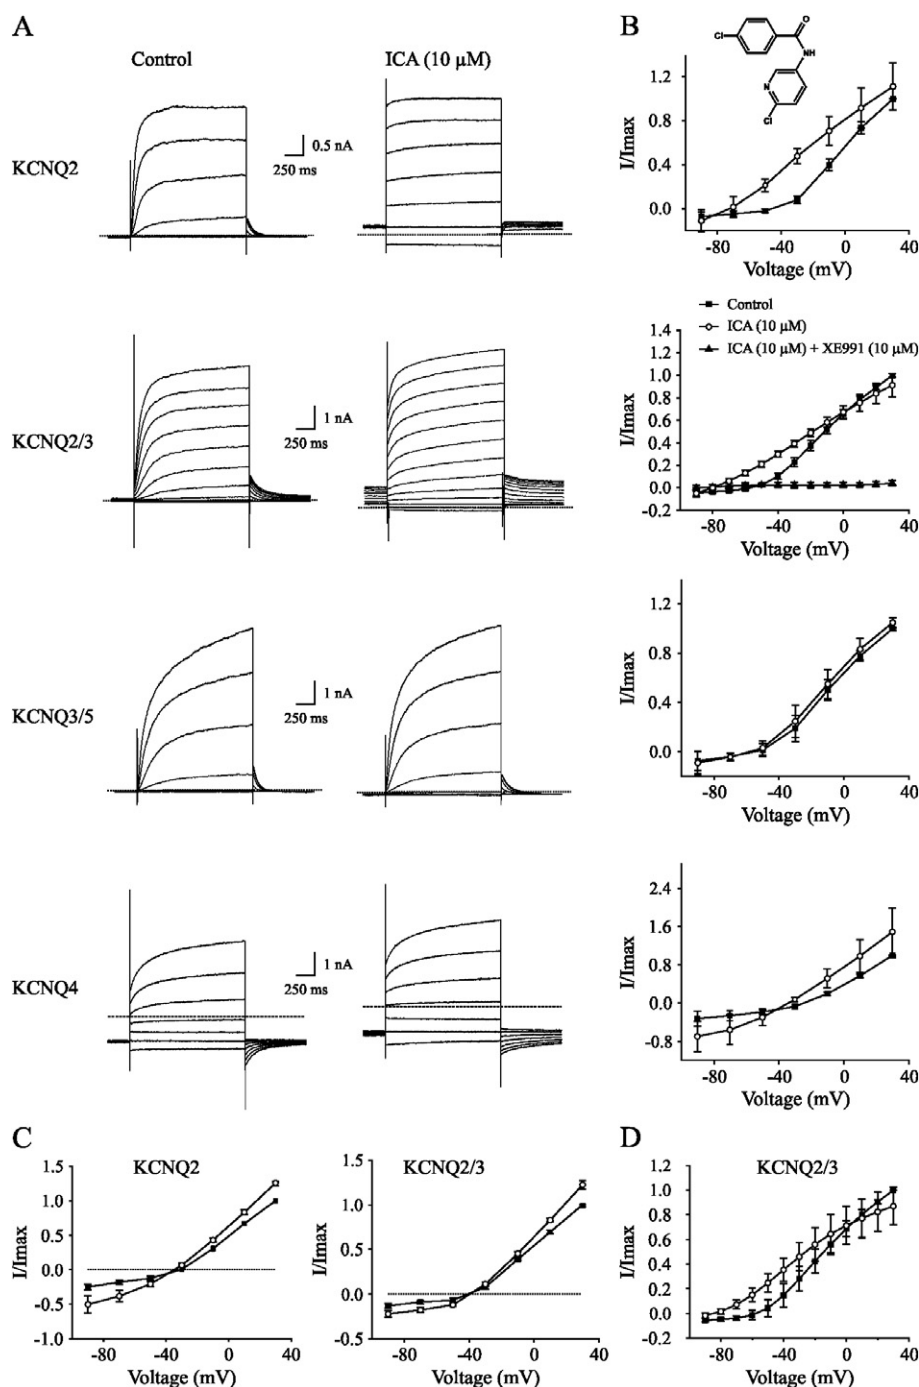 A
B
Control
ICA (10 µM)
Cl
O
NH
N
Cl
KCNQ2
0.5 nA
250 ms
I/Imax
1.2
0.8
0.4
0.0
-80
-40
0
40
Voltage (mV)
Control
ICA (10 µM)
ICA (10 µM) + XE991 (10 µM)
KCNQ2/3
1 nA
250 ms
I/Imax
1.4
1.2
1.0
0.8
0.6
0.4
0.2
0.0
-0.2
-80
-40
0
40
Voltage (mV)
KCNQ3/5
1 nA
250 ms
I/Imax
1.2
0.8
0.4
0.0
-80
-40
0
40
Voltage (mV)
KCNQ4
1 nA
250 ms
I/Imax
2.4
1.6
0.8
0.0
-0.8
-80
-40
0
40
Voltage (mV)
C
D
KCNQ2
I/Imax
1.5
1.0
0.5
0.0
-0.5
-1.0
-80
-40
0
40
Voltage (mV)
KCNQ2/3
I/Imax
1.5
1.0
0.5
0.0
-0.5
-80
-40
0
40
Voltage (mV)
KCNQ2/3
I/Imax
1.2
1.0
0.8
0.6
0.4
0.2
0.0
-0.2
-80
-40
0
40
Voltage (mV)